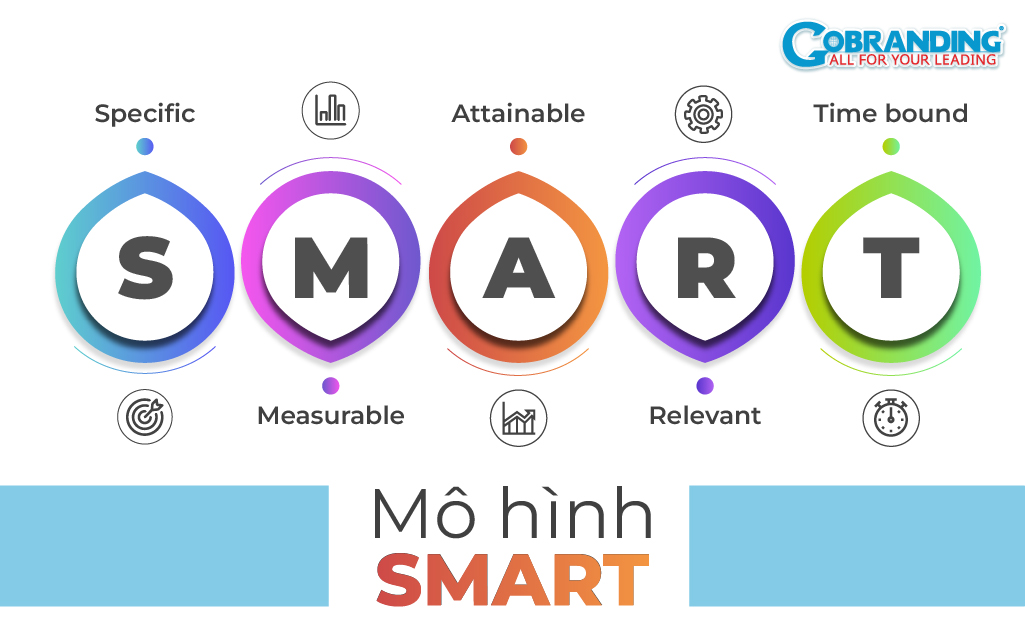 GOBRANDING
ALL FOR YOUR LEADING
Specific
Attainable
Time bound
S M A R T
Measurable
Relevant
Mô hình
SMART